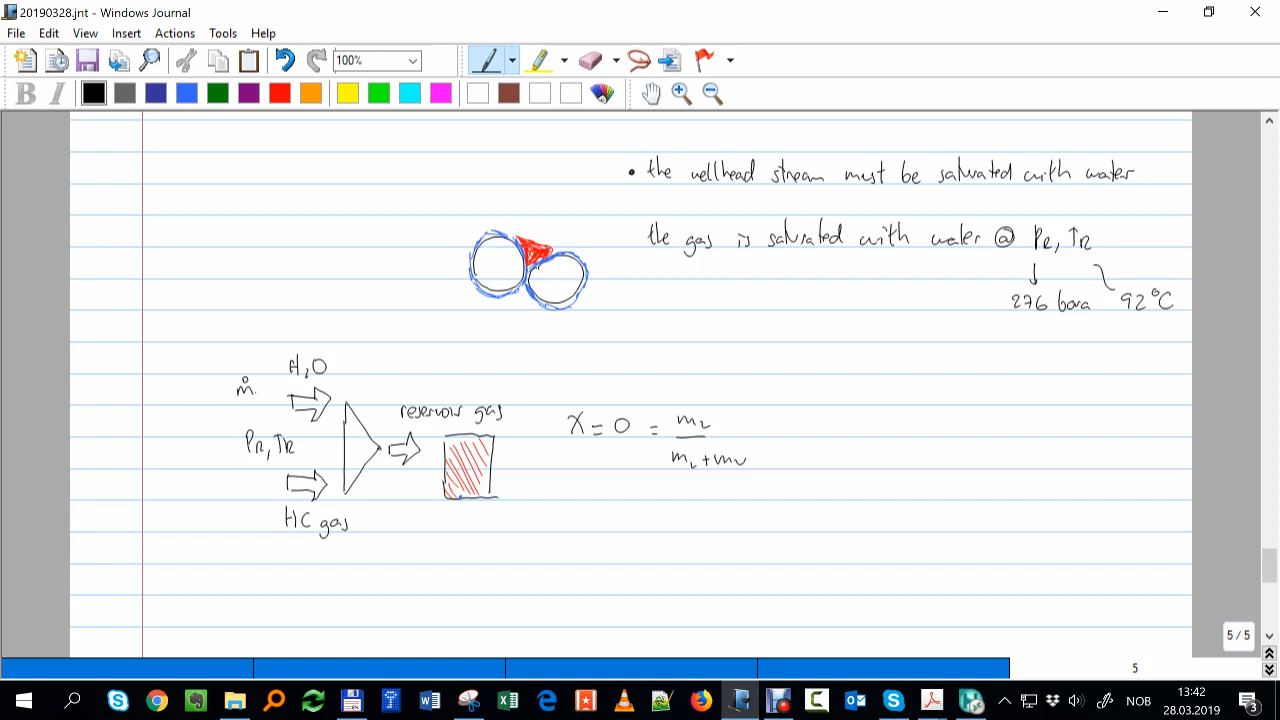 20190328.jnt - Windows Journal
File Edit View Insert Actions Tools Help
100%
B I
• the wellhead stream must be saturated with water
the gas is saturated with water @ PR, TR
276 bara 92°C
H2O
ṁ
reservoir gas
PR, TR
X = 0 = mL
mL + mv
HC gas
5 / 5
5
NOB
13:42
28.03.2019
3